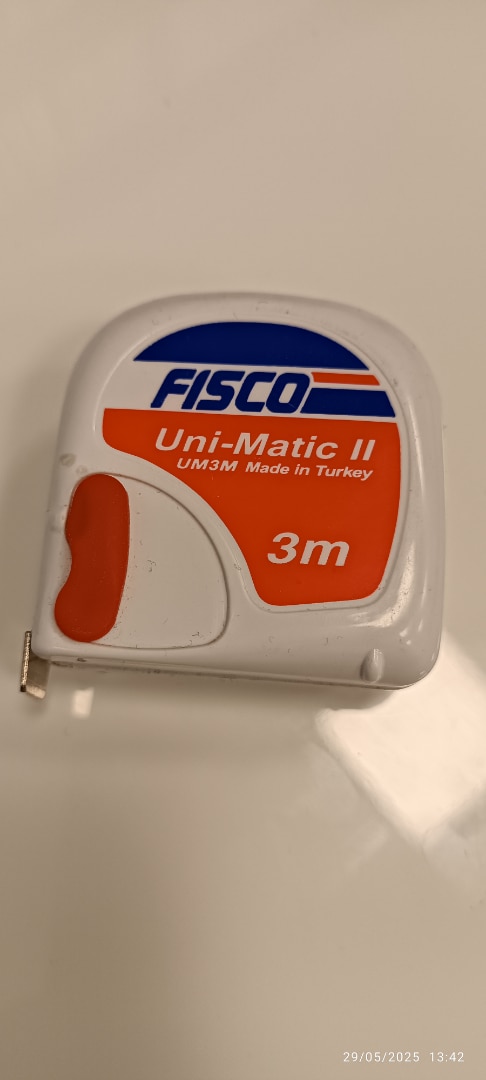 FISCO
Uni-Matic II
UM3M Made in Turkey
3m
29/05/2025 13:42